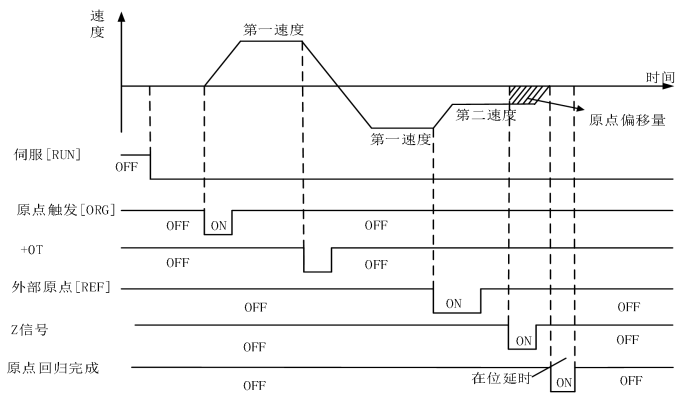 速
度
第一速度
时间
第二速度
原点偏移量
第一速度
伺服[RUN]
OFF
原点触发[ORG]
OFF
ON
OFF
+OT
OFF
OFF
外部原点[REF]
OFF
ON
OFF
Z信号
OFF
ON
OFF
原点回归完成
OFF
在位延时
ON
OFF